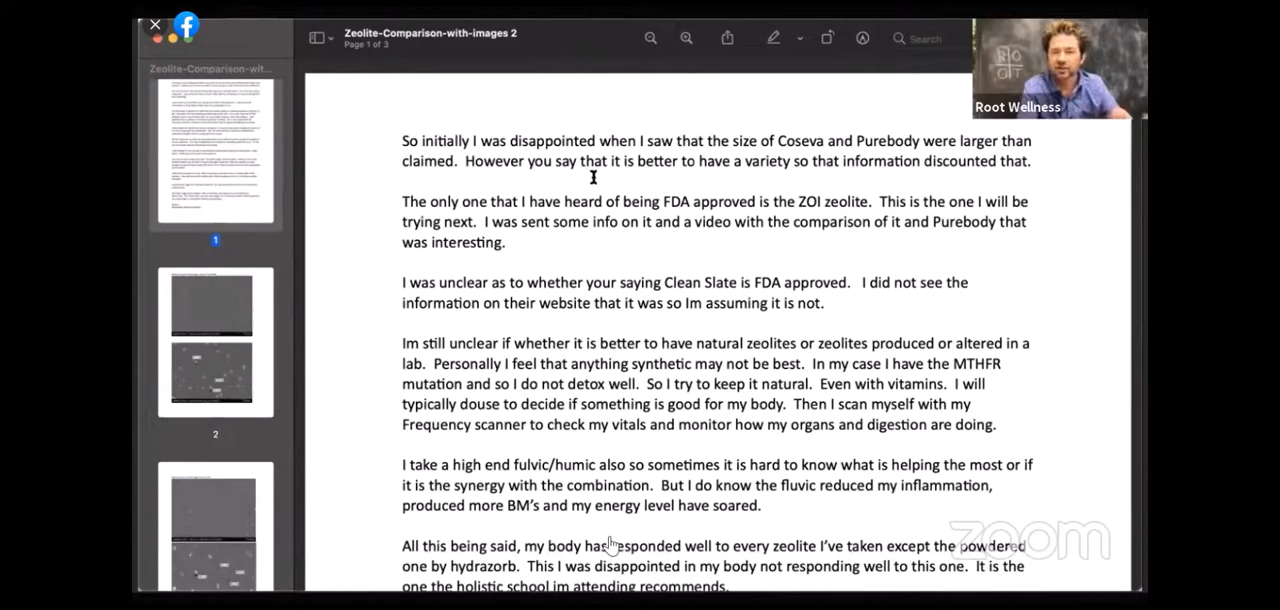 Zeolite-Comparison-with-images 2
Page 1 of 3
Search
Zeolite-Comparison-wit...
1
2
R O
O T
Root Wellness
So initially I was disappointed when I saw that the size of Coseva and Purebody were larger than
claimed. However you say that it is better to have a variety so that information discounted that.
The only one that I have heard of being FDA approved is the ZOI zeolite. This is the one I will be
trying next. I was sent some info on it and a video with the comparison of it and Purebody that
was interesting.
I was unclear as to whether your saying Clean Slate is FDA approved. I did not see the
information on their website that it was so Im assuming it is not.
Im still unclear if whether it is better to have natural zeolites or zeolites produced or altered in a
lab. Personally I feel that anything synthetic may not be best. In my case I have the MTHFR
mutation and so I do not detox well. So I try to keep it natural. Even with vitamins. I will
typically douse to decide if something is good for my body. Then I scan myself with my
Frequency scanner to check my vitals and monitor how my organs and digestion are doing.
I take a high end fulvic/humic also so sometimes it is hard to know what is helping the most or if
it is the synergy with the combination. But I do know the fluvic reduced my inflammation,
produced more BM's and my energy level have soared.
All this being said, my body has responded well to every zeolite I've taken except the powdered
one by hydrazorb. This I was disappointed in my body not responding well to this one. It is the
one the holistic school im attending recommends.
zoom